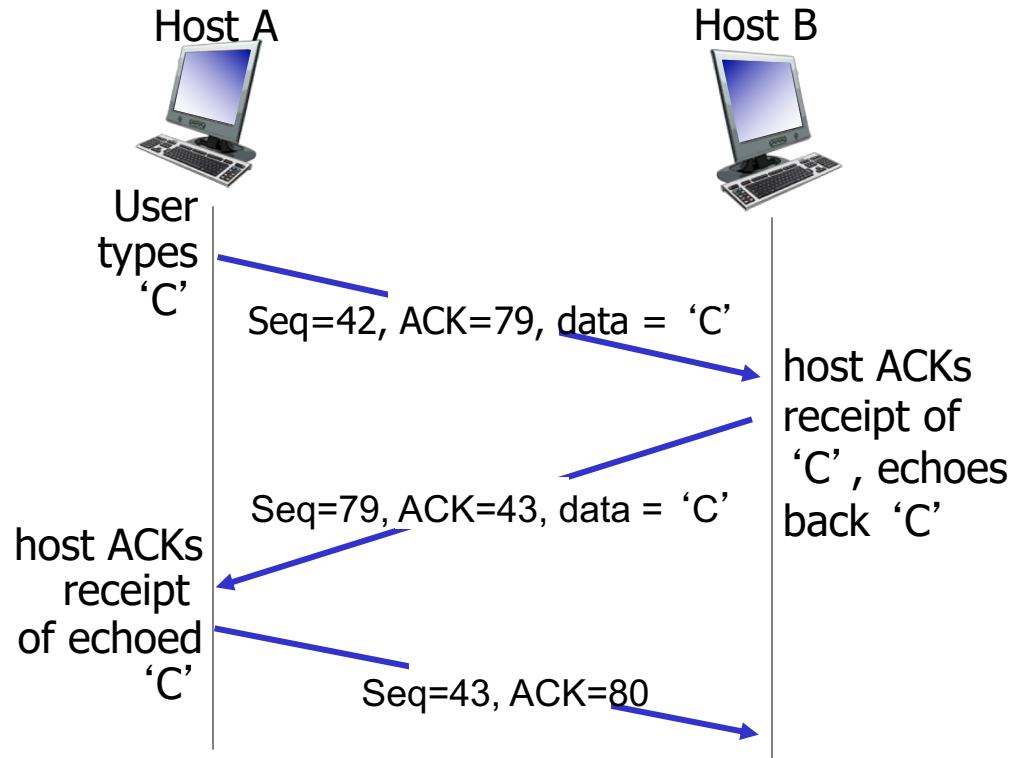 Host A
Host B
User
types
‘C’
Seq=42, ACK=79, data = ‘C’
host ACKs
receipt of
‘C’, echoes
back ‘C’
Seq=79, ACK=43, data = ‘C’
host ACKs
receipt
of echoed
‘C’
Seq=43, ACK=80